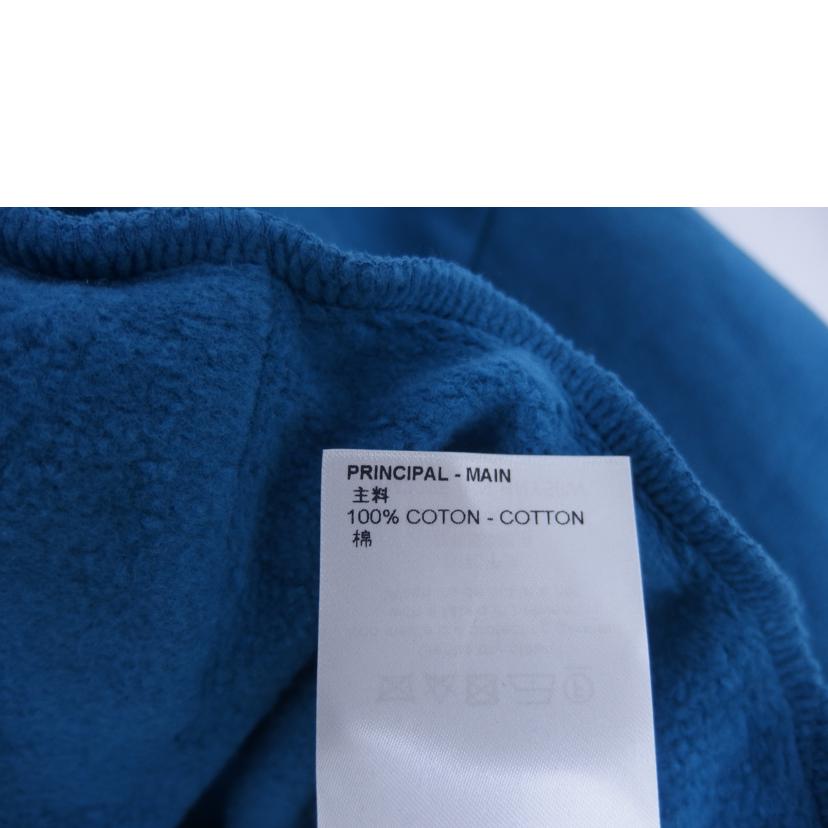 PRINCIPAL - MAIN
主料
100% COTON - COTTON
棉